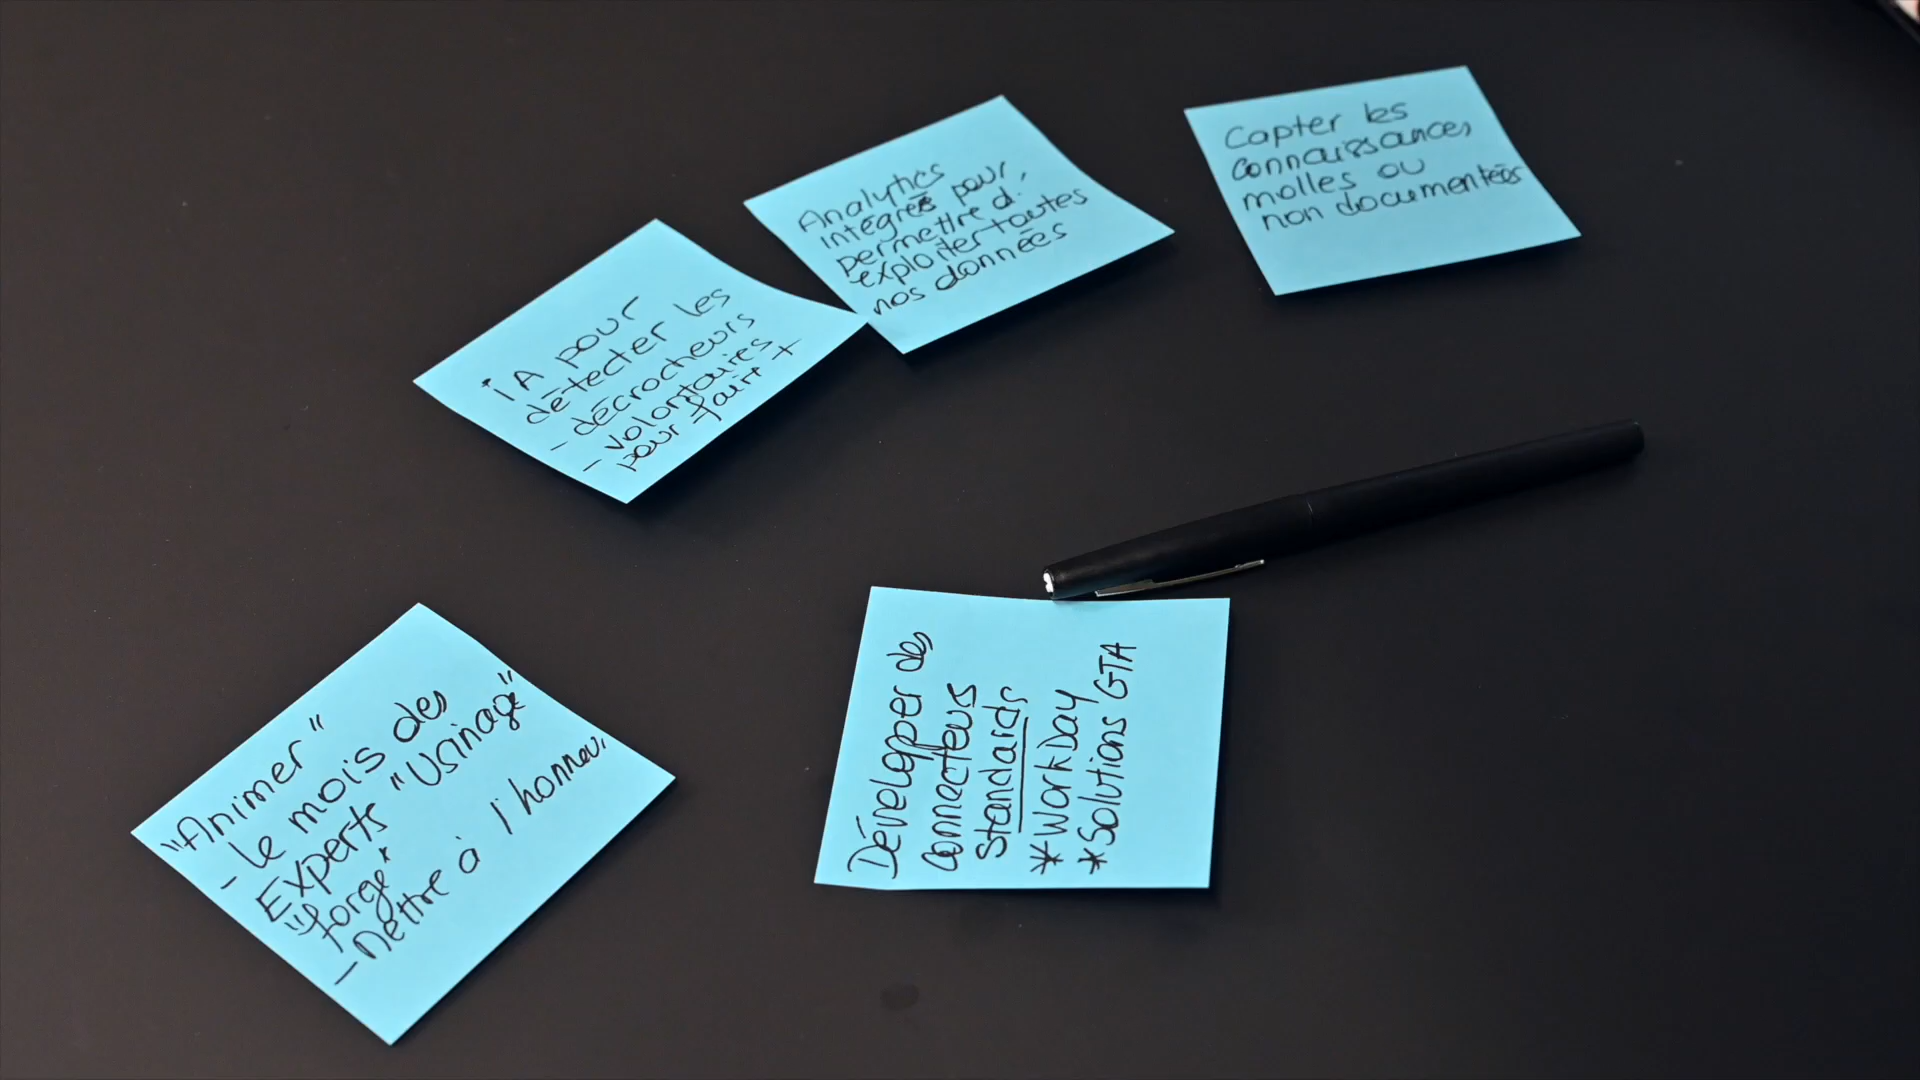 Capter les
connaissances
molles ou
non documentées
Analytics
intégrés pour
permettre d'
exploiter toutes
nos données
iA pour
détecter les
- décrocheurs
- volontaires
pour faire +
"Animer"
- Le mois des
Experts "Usinage"
"forge"
- Mettre à l'honneur
Développer des
connecteurs
Standards
*WorkDay
*Solutions GTA